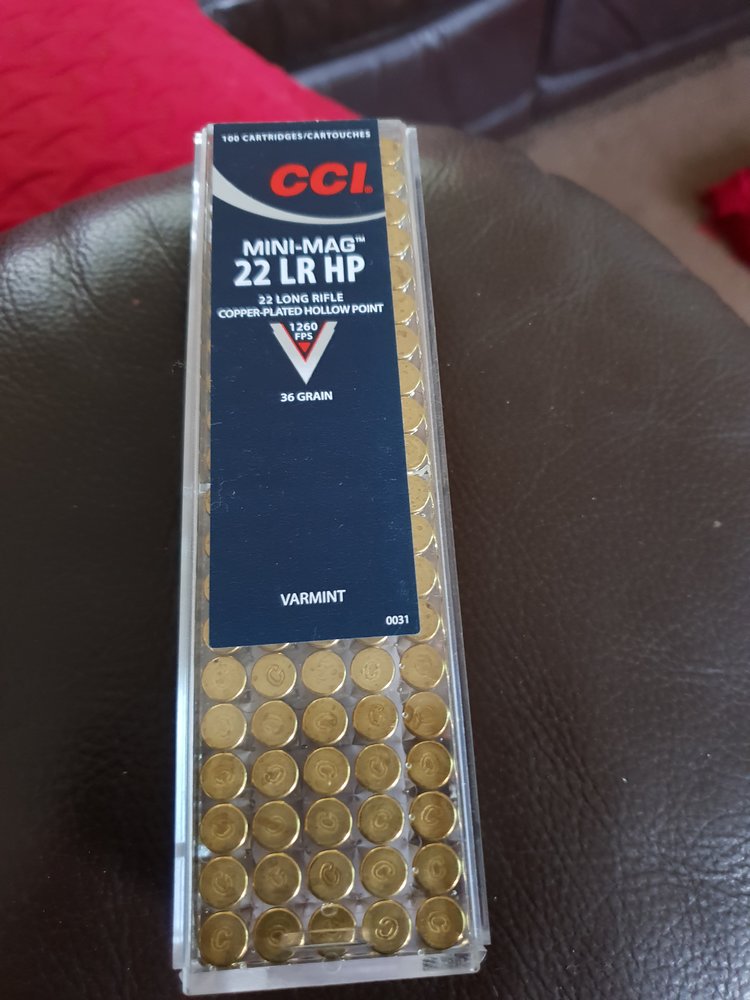 100 CARTRIDGES/CARTOUCHES
CCI®
MINI-MAG™
22 LR HP
22 LONG RIFLE
COPPER-PLATED HOLLOW POINT
1260
FPS
36 GRAIN
VARMINT
0031
C